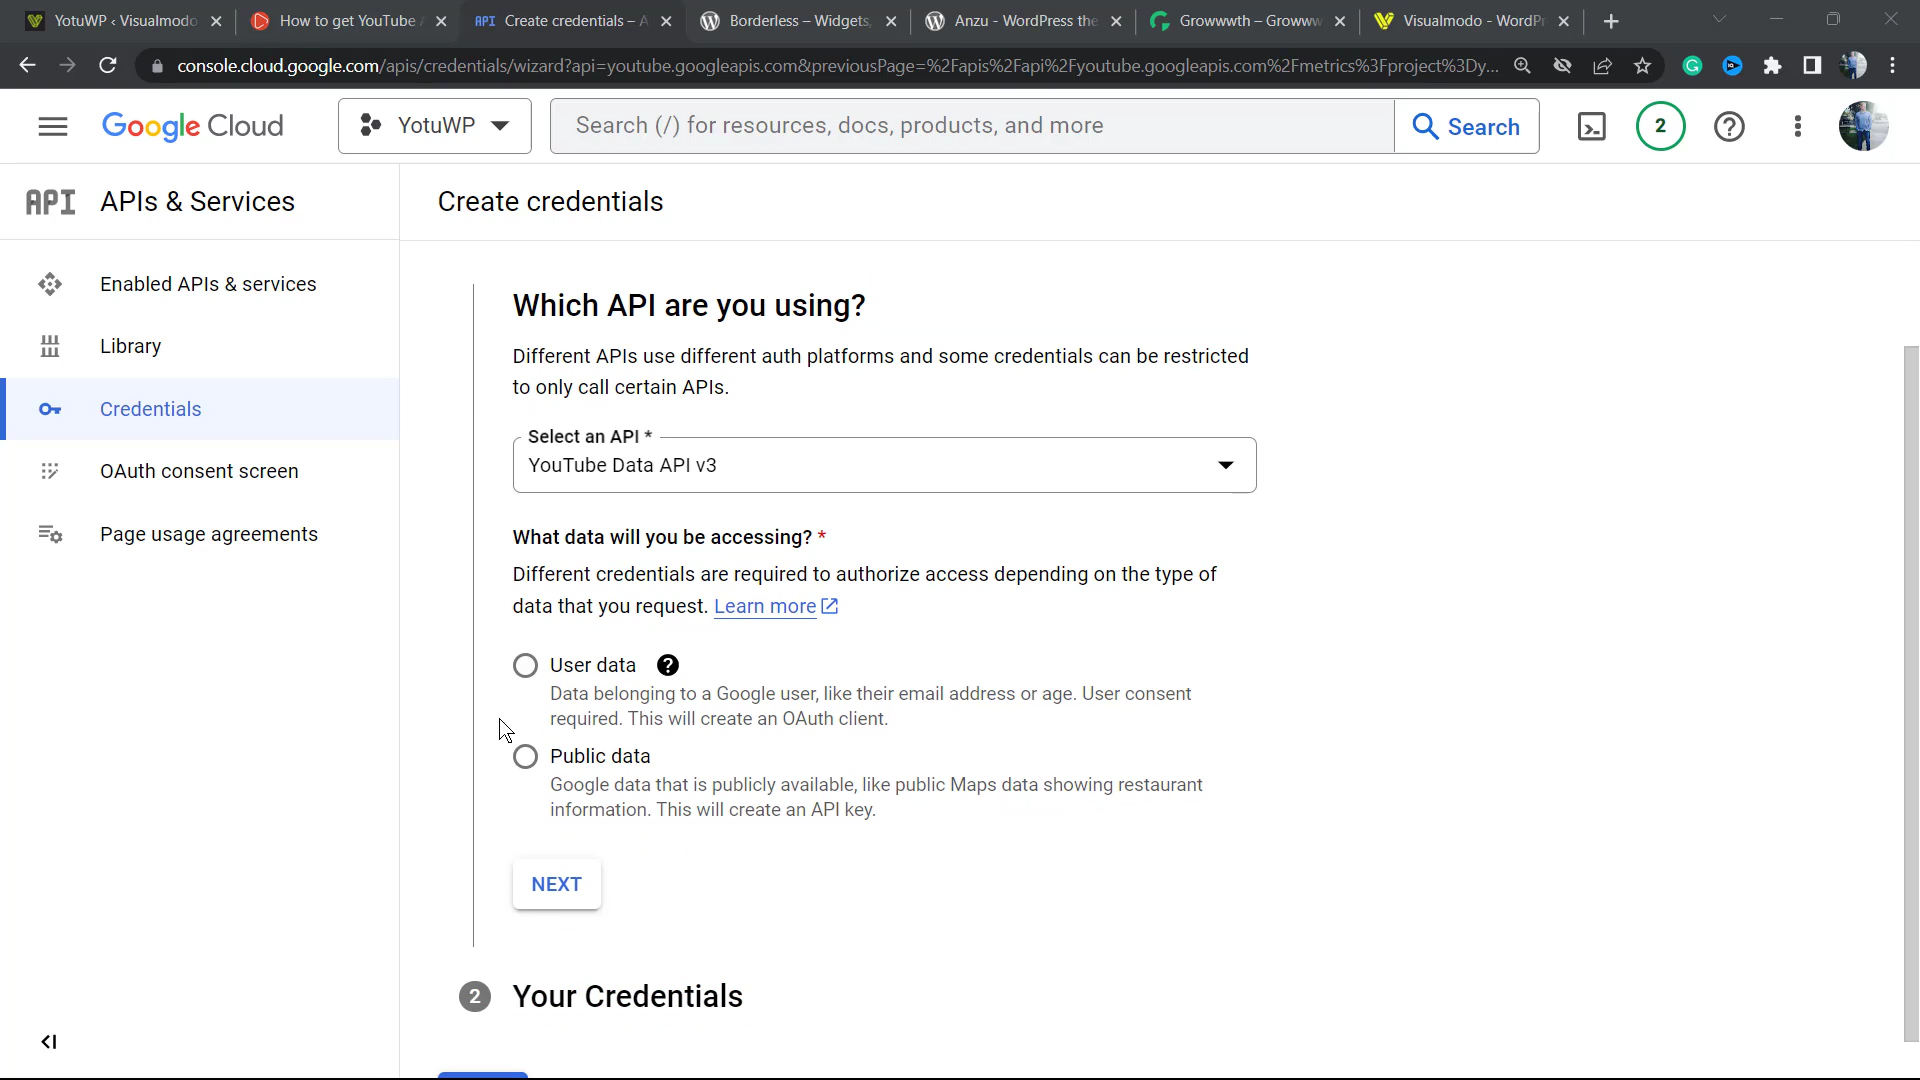 YotuWP ‹ Visualmodo
How to get YouTube A
API Create credentials – A
Borderless – Widgets,
Anzu - WordPress the
Growwwth – Growww
Visualmodo - WordPr
console.cloud.google.com/apis/credentials/wizard?api=youtube.googleapis.com&previousPage=%2Fapis%2Fapi%2Fyoutube.googleapis.com%2Fmetrics%3Fproject%3Dy...
Google Cloud
YotuWP
Search (/) for resources, docs, products, and more
Search
2
API APIs & Services
Create credentials
Enabled APIs & services
Library
Credentials
OAuth consent screen
Page usage agreements
Which API are you using?
Different APIs use different auth platforms and some credentials can be restricted
to only call certain APIs.
Select an API *
YouTube Data API v3
What data will you be accessing? *
Different credentials are required to authorize access depending on the type of
data that you request. Learn more
User data
Data belonging to a Google user, like their email address or age. User consent
required. This will create an OAuth client.
Public data
Google data that is publicly available, like public Maps data showing restaurant
information. This will create an API key.
NEXT
2 Your Credentials